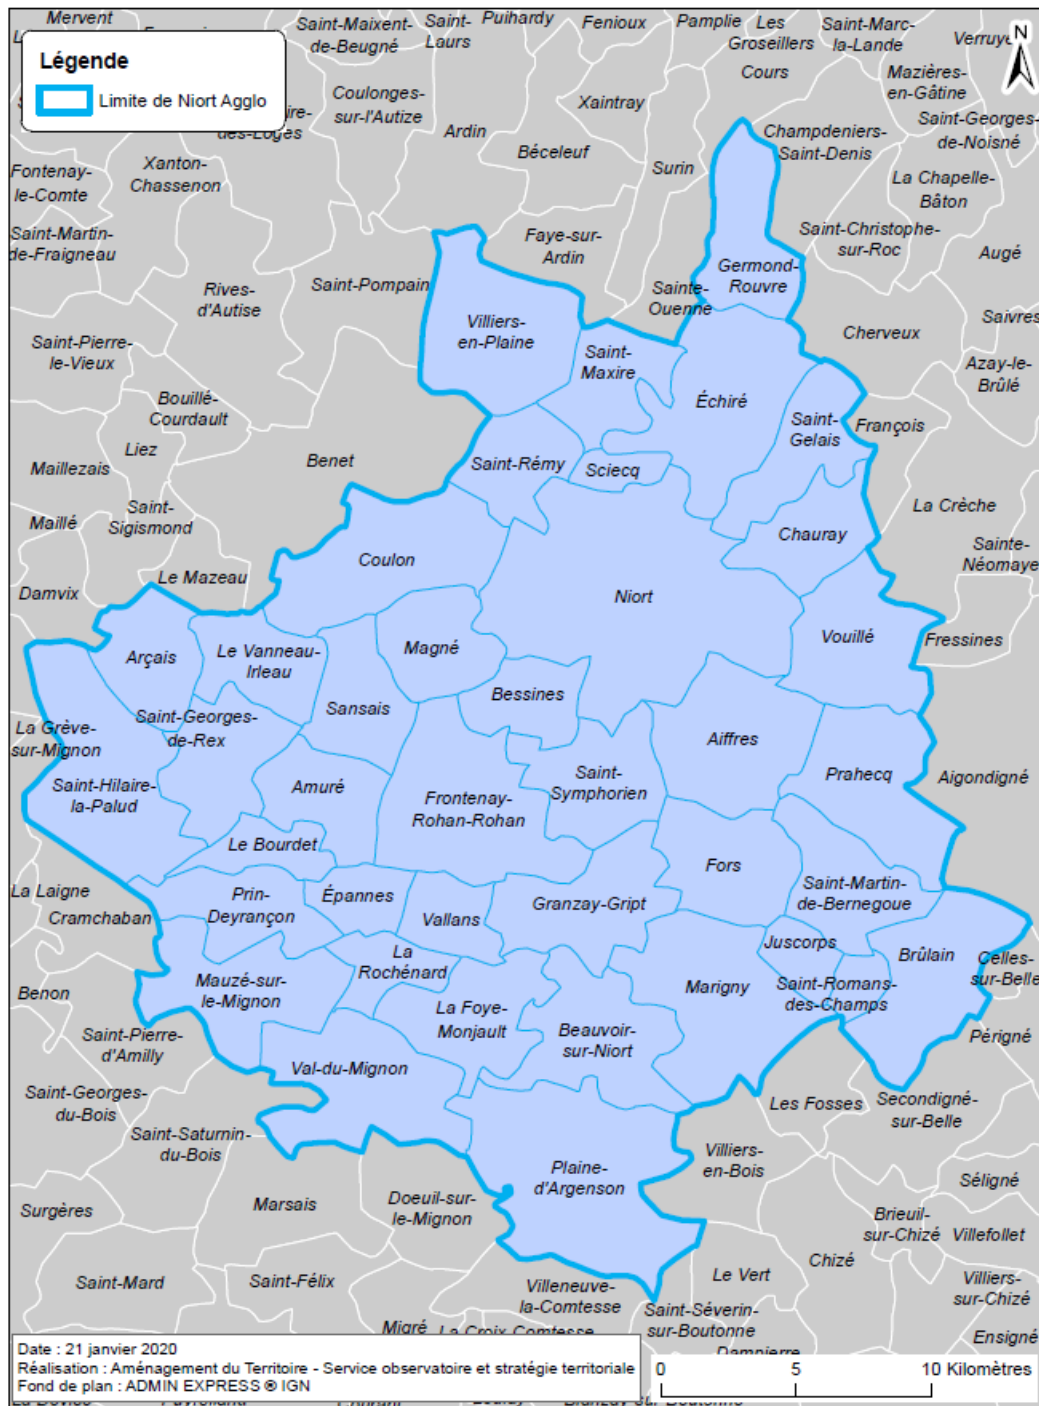 Mervent
Saint-Maixent-
de-Beugné
Saint-
Laurs
Puihardy
Fenioux
Pamplie
Les
Groseillers
Saint-Marc-
la-Lande
N
Légende
Limite de Niort Agglo
Cours
Mazières-
en-Gâtine
Coulonges-
sur-l'Autize
Xaintray
Saint-Georges-
de-Noisné
des-Loges
Ardin
Champdeniers-
Saint-Denis
Béceleuf
Xanton-
Chassenon
Fontenay-
le-Comte
Surin
La Chapelle-
Bâton
Saint-Martin-
de-Fraigneau
Faye-sur-
Ardin
Saint-Christophe-
sur-Roc
Augé
Germond-
Rouvre
Saint-Pompain
Rives-
d'Autise
Sainte-
Ouenne
Saivres
Villiers-
en-Plaine
Cherveux
Saint-Pierre-
le-Vieux
Saint-
Maxire
Azay-le-
Brûlé
Bouillé-
Courdault
Échiré
Saint-
Gelais
François
Liez
Maillezais
Benet
Saint-Rémy
Sciecq
La Crèche
Saint-
Sigismond
Maillé
Chauray
Sainte-
Néomaye
Coulon
Le Mazeau
Damvix
Niort
Vouillé
Fressines
Arçais
Le Vanneau-
Irleau
Magné
Bessines
Sansais
Saint-Georges-
de-Rex
La Grève-
sur-Mignon
Aiffres
Saint-Hilaire-
la-Palud
Amuré
Saint-
Symphorien
Prahecq
Aigondigné
Frontenay-
Rohan-Rohan
Le Bourdet
Fors
La Laigne
Cramchaban
Prin-
Deyrançon
Épannes
Vallans
Granzay-Gript
Saint-Martin-
de-Bernegoue
Juscorps
Brûlain
Celles-
sur-Belle
La
Rochénard
Mauzé-sur-
le-Mignon
Marigny
Saint-Romans-
des-Champs
Benon
La Foye-
Monjault
Beauvoir-
sur-Niort
Périgné
Saint-Pierre-
d'Amilly
Val-du-Mignon
Saint-Georges-
du-Bois
Les Fosses
Secondigné-
sur-Belle
Saint-Saturnin-
du-Bois
Villiers-
en-Bois
Plaine-
d'Argenson
Séligné
Surgères
Marsais
Doeuil-sur-
le-Mignon
Brieuil-
sur-Chizé
Villefollet
Chizé
Saint-Mard
Saint-Félix
Le Vert
Villeneuve-
la-Comtesse
Villiers-
sur-Chizé
Saint-Séverin-
sur-Boutonne
Migré
La Croix-Comtesse
Ensigné
Dampierre
Date : 21 janvier 2020
Réalisation : Aménagement du Territoire - Service observatoire et stratégie territoriale
Fond de plan : ADMIN EXPRESS ® IGN
0 5 10 Kilomètres